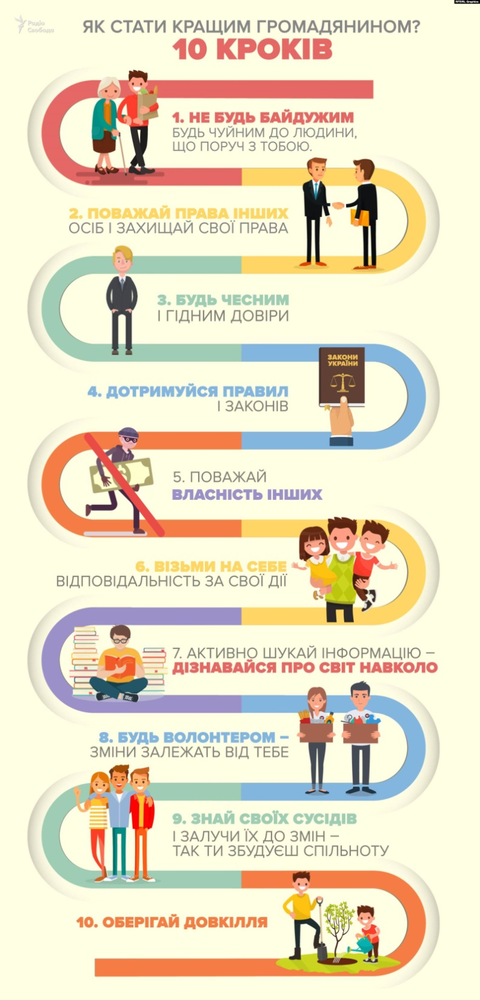 RFE/RL Graphics
Радіо
Свобода
ЯК СТАТИ КРАЩИМ ГРОМАДЯНИНОМ?
10 КРОКІВ
1. НЕ БУДЬ БАЙДУЖИМ
БУДЬ ЧУЙНИМ ДО ЛЮДИНИ,
ЩО ПОРУЧ З ТОБОЮ.
2. ПОВАЖАЙ ПРАВА ІНШИХ
ОСІБ І ЗАХИЩАЙ СВОЇ ПРАВА
3. БУДЬ ЧЕСНИМ
І ГІДНИМ ДОВІРИ
ЗАКОНИ
УКРАЇНИ
4. ДОТРИМУЙСЯ ПРАВИЛ
І ЗАКОНІВ
5. ПОВАЖАЙ
ВЛАСНІСТЬ ІНШИХ
6. ВІЗЬМИ НА СЕБЕ
ВІДПОВІДАЛЬНІСТЬ ЗА СВОЇ ДІЇ
7. АКТИВНО ШУКАЙ ІНФОРМАЦІЮ –
ДІЗНАВАЙСЯ ПРО СВІТ НАВКОЛО
8. БУДЬ ВОЛОНТЕРОМ –
ЗМІНИ ЗАЛЕЖАТЬ ВІД ТЕБЕ
9. ЗНАЙ СВОЇХ СУСІДІВ
І ЗАЛУЧИ ЇХ ДО ЗМІН –
ТАК ТИ ЗБУДУЄШ СПІЛЬНОТУ
10. ОБЕРІГАЙ ДОВКІЛЛЯ